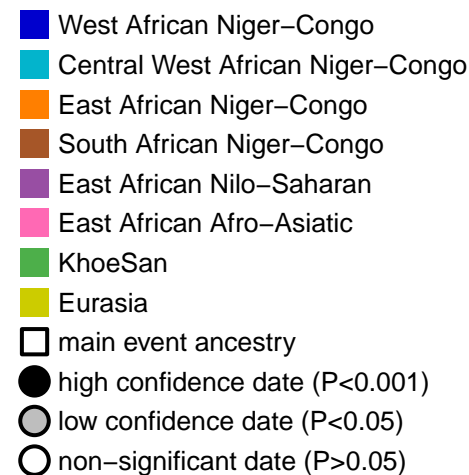 West African Niger−Congo
Central West African Niger−Congo
East African Niger−Congo
South African Niger−Congo
East African Nilo−Saharan
East African Afro−Asiatic
KhoeSan
Eurasia
main event ancestry
high confidence date (P<0.001)
low confidence date (P<0.05)
non−significant date (P>0.05)